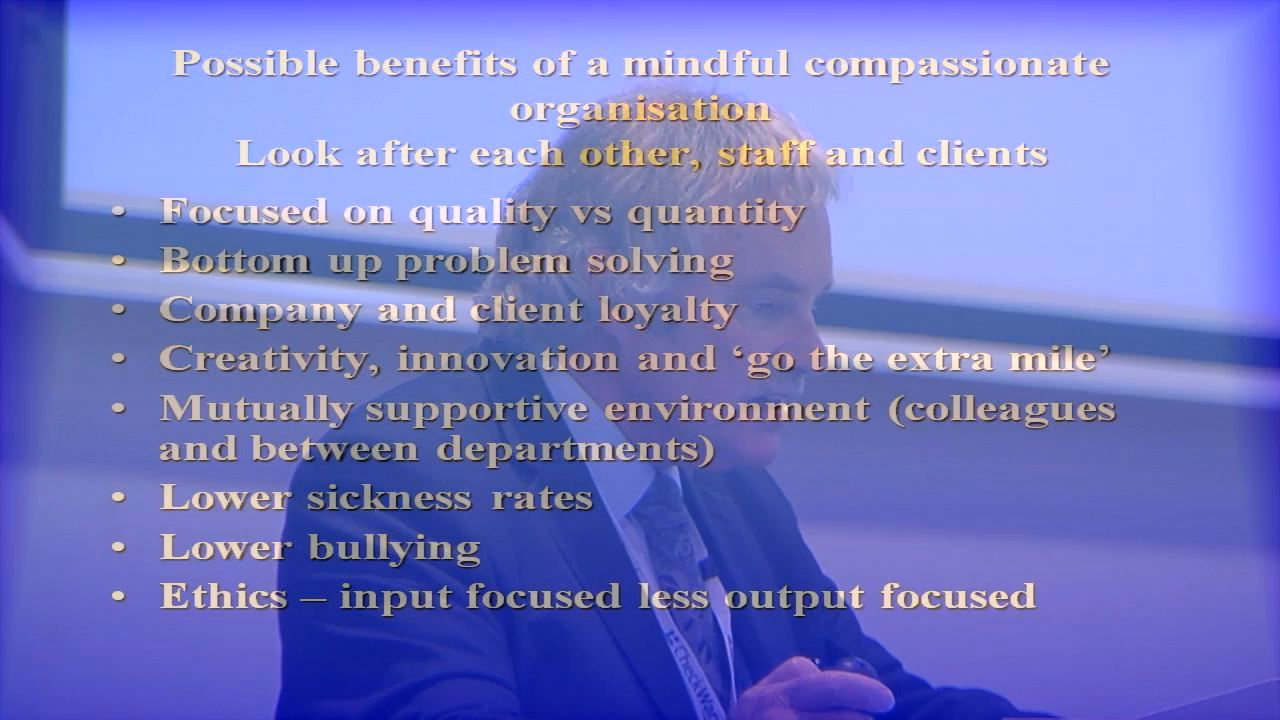 Possible benefits of a mindful compassionate
organisation
Look after each other, staff and clients
• Focused on quality vs quantity
• Bottom up problem solving
• Company and client loyalty
• Creativity, innovation and ‘go the extra mile’
• Mutually supportive environment (colleagues
and between departments)
• Lower sickness rates
• Lower bullying
• Ethics – input focused less output focused